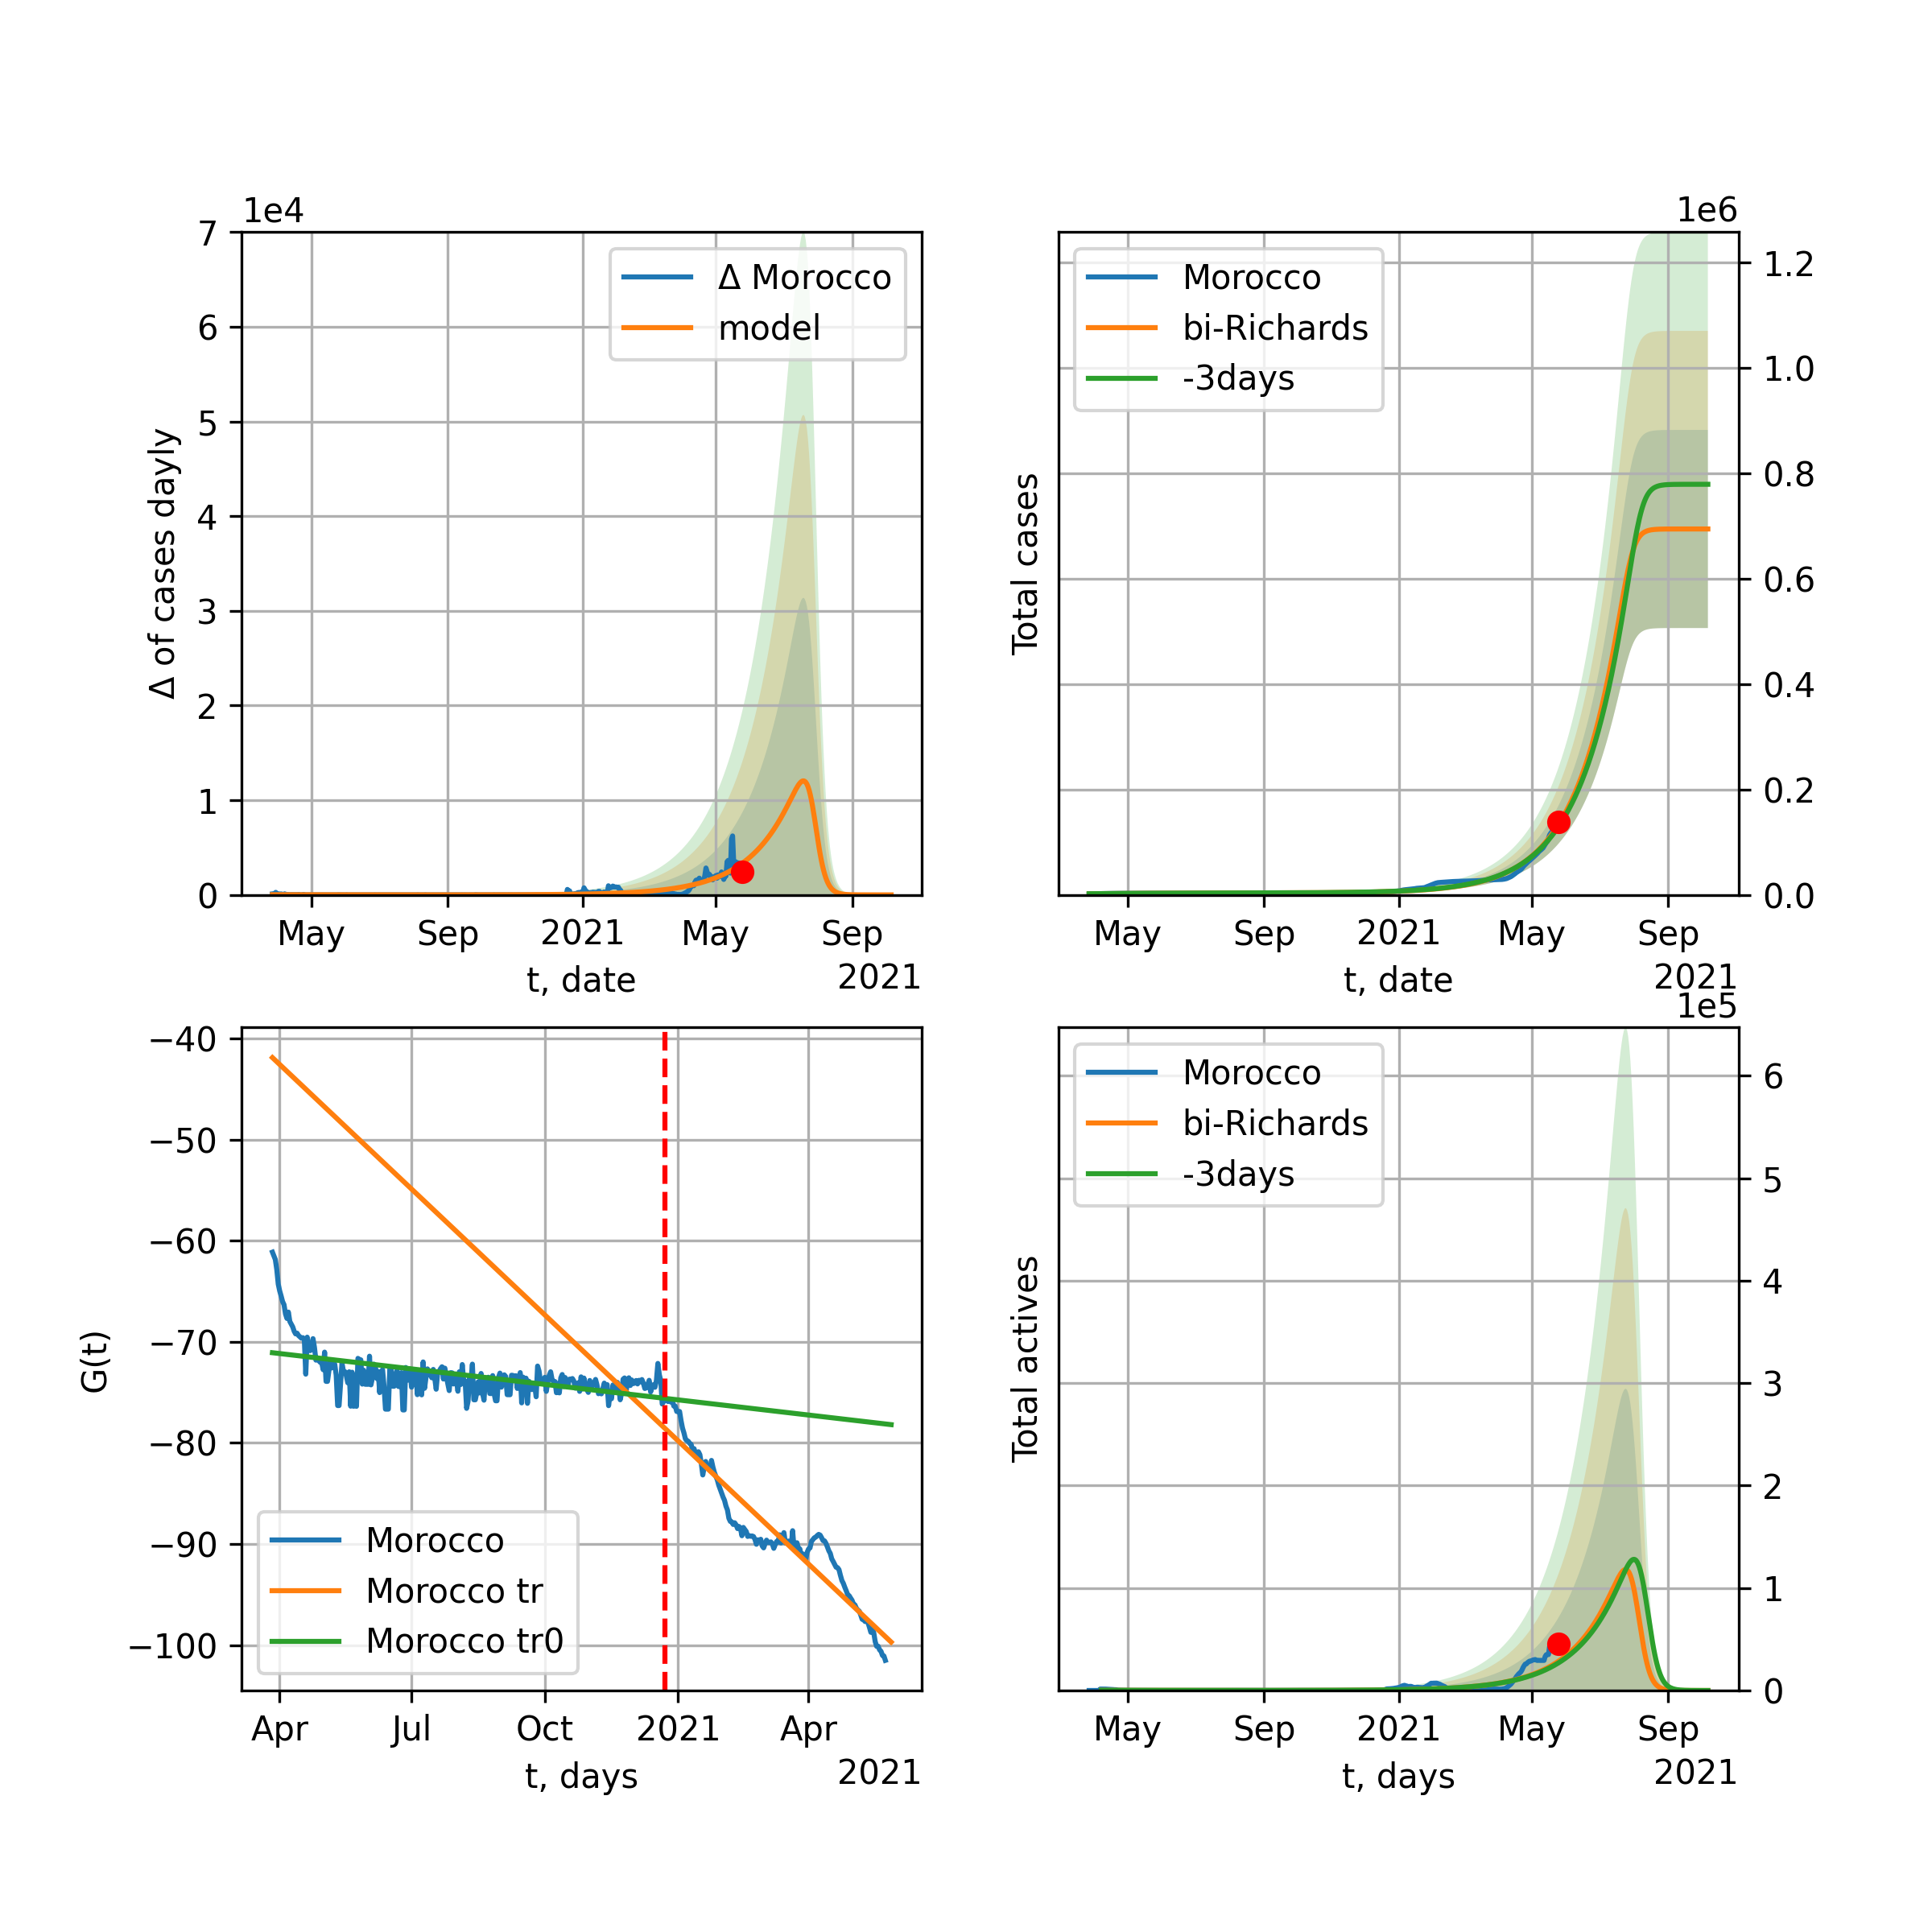 1e4
7
6
5
4
3
2
1
0
Δ of cases dayly
Δ Morocco
model
May Sep 2021 May Sep
t, date
2021
1e6
Morocco
bi-Richards
-3days
Total cases
1.2
1.0
0.8
0.6
0.4
0.2
0.0
May Sep 2021 May Sep
t, date
2021
−40
−50
−60
−70
−80
−90
−100
G(t)
Morocco
Morocco tr
Morocco tr0
Apr Jul Oct 2021 Apr
t, days
2021
1e5
Morocco
bi-Richards
-3days
Total actives
6
5
4
3
2
1
0
May Sep 2021 May Sep
t, days
2021